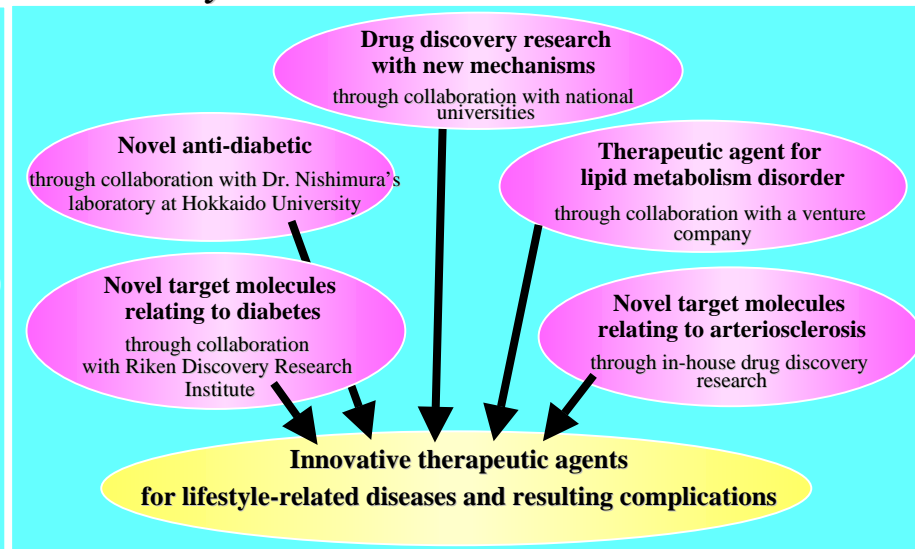 Drug discovery research
with new mechanisms
through collaboration with national
universities
Novel anti-diabetic
through collaboration with Dr. Nishimura's
laboratory at Hokkaido University
Therapeutic agent for
lipid metabolism disorder
through collaboration with a venture
company
Novel target molecules
relating to diabetes
through collaboration
with Riken Discovery Research
Institute
Novel target molecules
relating to arteriosclerosis
through in-house drug discovery
research
Innovative therapeutic agents
for lifestyle-related diseases and resulting complications